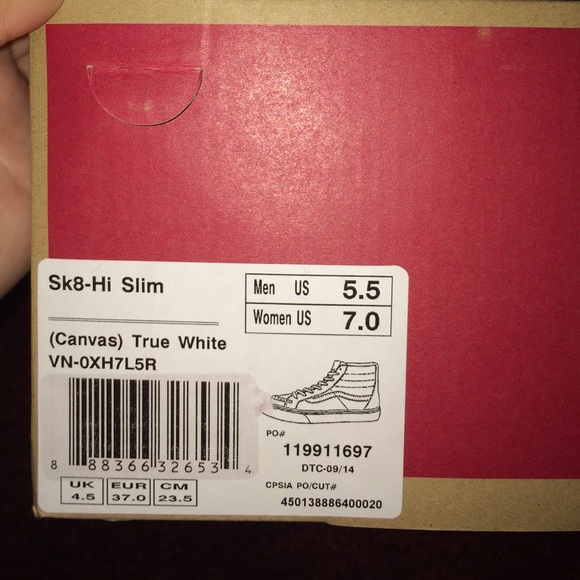 Sk8-Hi Slim
Men US 5.5
Women US 7.0
(Canvas) True White
VN-0XH7L5R
8 88366 32653 4
PO#
119911697
DTC-09/14
CPSIA PO/CUT#
450138886400020
UK EUR CM
4.5 37.0 23.5